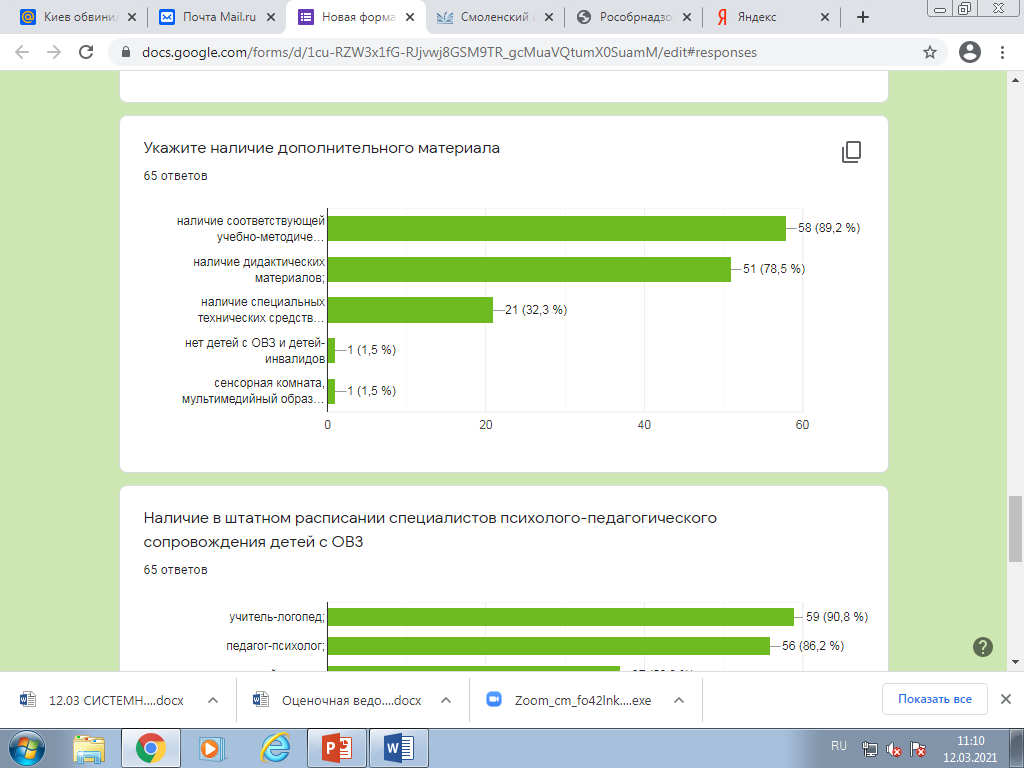 Киев обвини
Почта Mail.ru
Новая форма
Смоленский
Рособрнадзо
Яндекс
docs.google.com/forms/d/1cu-RZW3x1fG-RJjvwj8GSM9TR_gcMuaVQtumX0SuamM/edit#responses
Укажите наличие дополнительного материала
65 ответов
наличие соответствующей
учебно-методиче…
58 (89,2 %)
наличие дидактических
материалов;
51 (78,5 %)
наличие специальных
технических средств…
21 (32,3 %)
нет детей с ОВЗ и детей-
инвалидов
1 (1,5 %)
сенсорная комната,
мультимедийный образ…
1 (1,5 %)
0 20 40 60
Наличие в штатном расписании специалистов психолого-педагогического
сопровождения детей с ОВЗ
65 ответов
учитель-логопед;
59 (90,8 %)
педагог-психолог;
56 (86,2 %)
12.03 СИСТЕМН....docx
Оценочная ведо....docx
Zoom_cm_fo42lnk....exe
Показать все
RU
11:10
12.03.2021